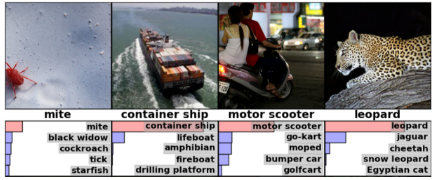 mite
container ship
motor scooter
leopard
mite
black widow
cockroach
tick
starfish
container ship
lifeboat
amphibian
fireboat
drilling platform
motor scooter
go-kart
moped
bumper car
golfcart
leopard
jaguar
cheetah
snow leopard
Egyptian cat